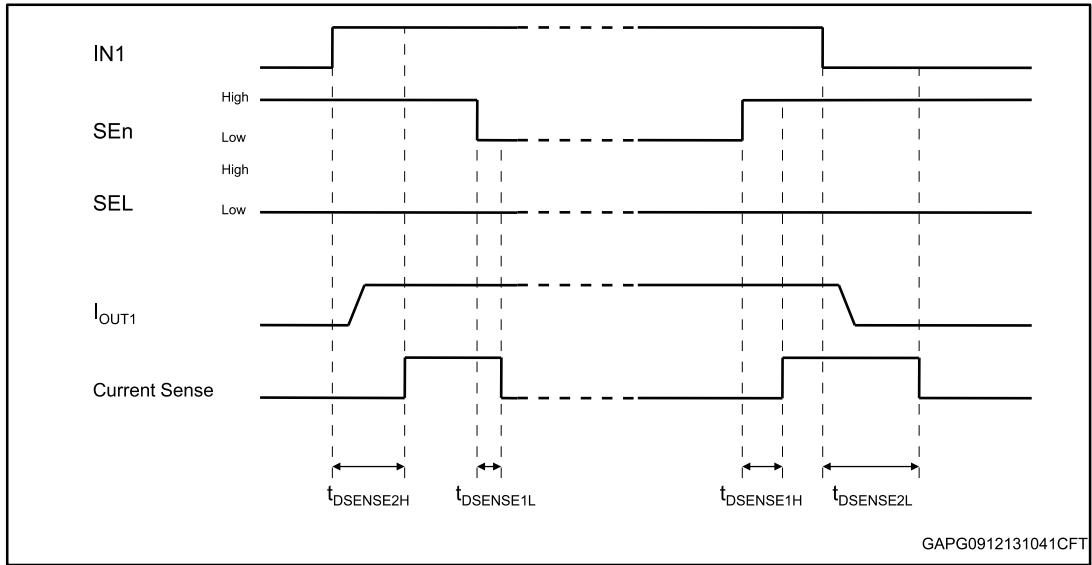 IN1
High
SEn
Low
High
SEL
Low
IOUT1
Current Sense
tDSENSE2H
tDSENSE1L
tDSENSE1H
tDSENSE2L
GAPG0912131041CFT